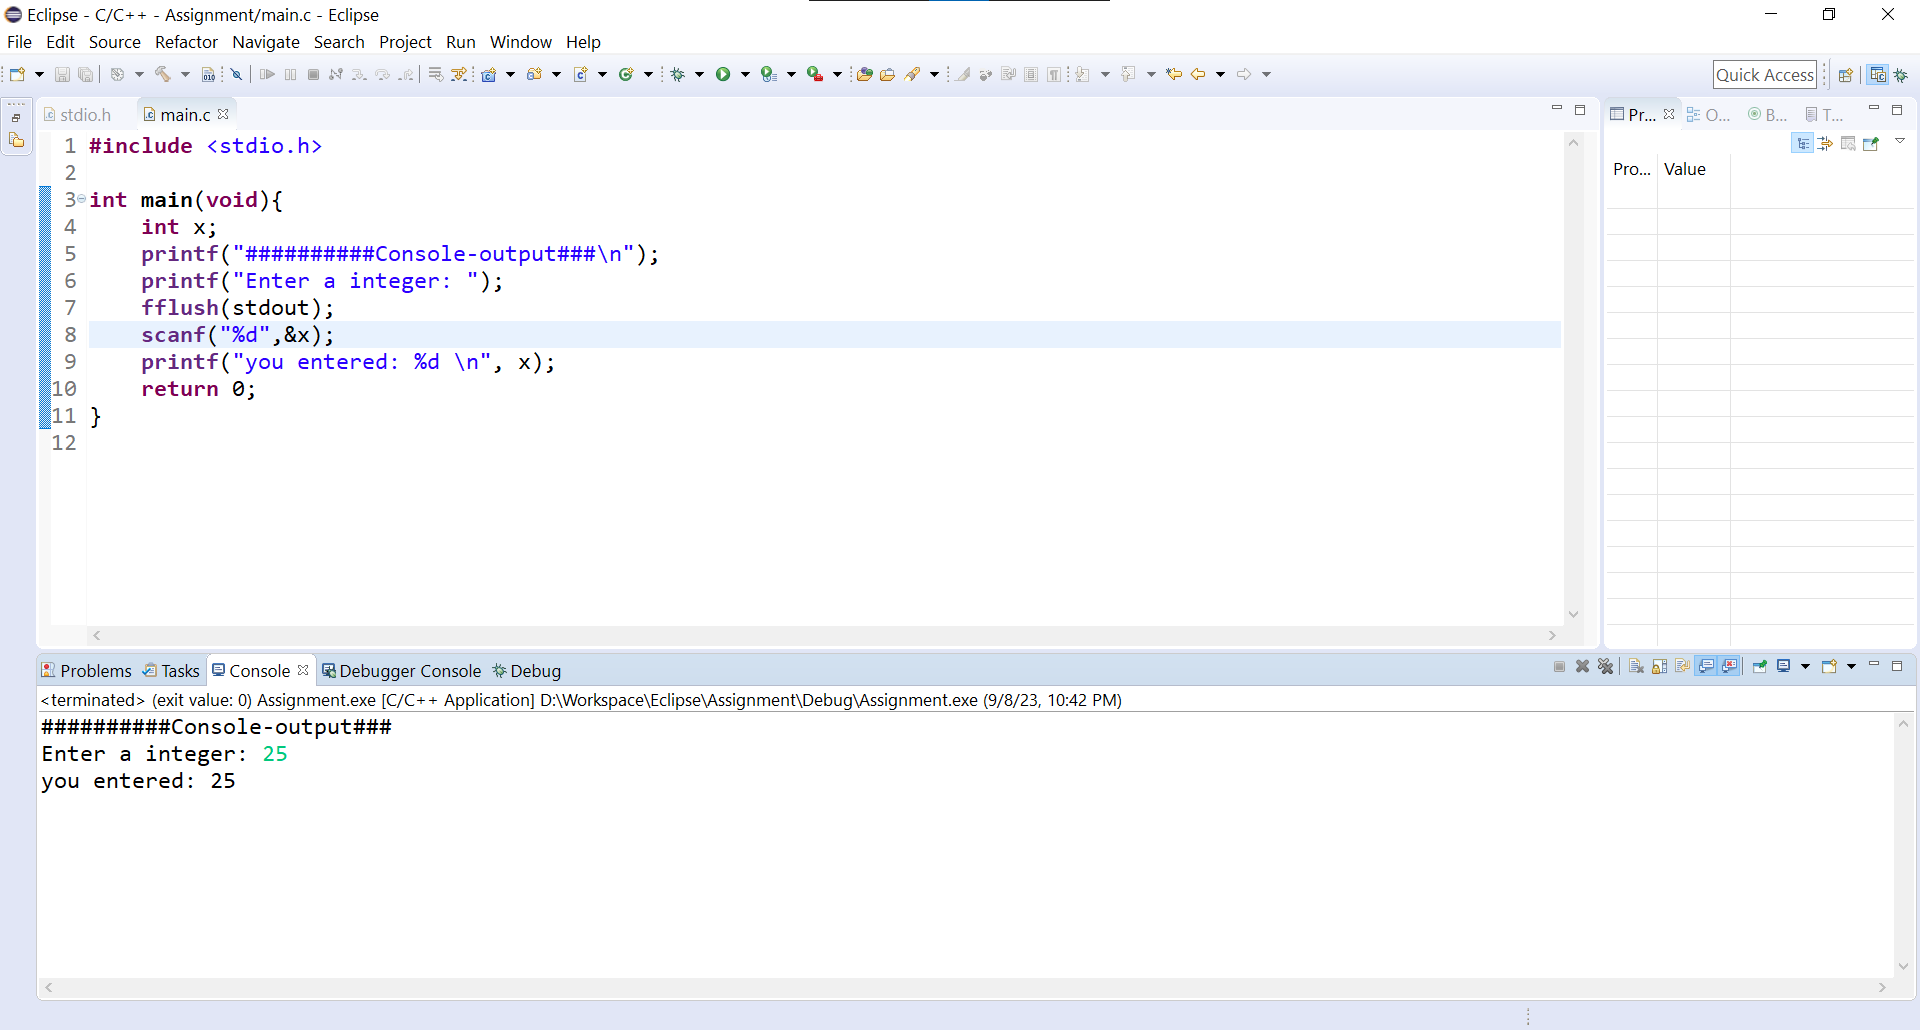 Eclipse - C/C++ - Assignment/main.c - Eclipse
File Edit Source Refactor Navigate Search Project Run Window Help
Quick Access
stdio.h main.c
Pr... O... B... T...
Pro... Value
1 #include <stdio.h>
2
3 int main(void){
4     int x;
5     printf("##########Console-output###\n");
6     printf("Enter a integer: ");
7     fflush(stdout);
8     scanf("%d",&x);
9     printf("you entered: %d \n", x);
10     return 0;
11 }
12
Problems Tasks Console Debugger Console Debug
<terminated> (exit value: 0) Assignment.exe [C/C++ Application] D:\Workspace\Eclipse\Assignment\Debug\Assignment.exe (9/8/23, 10:42 PM)
##########Console-output###
Enter a integer: 25
you entered: 25